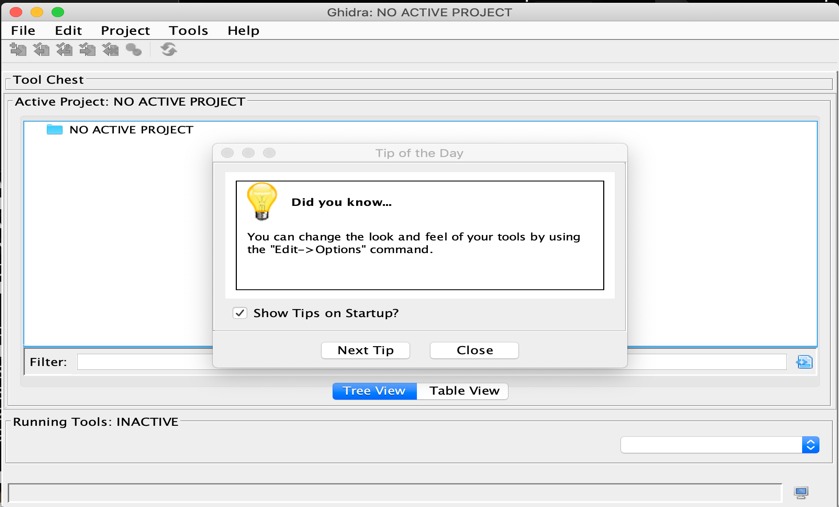 Ghidra: NO ACTIVE PROJECT
File Edit Project Tools Help
Tool Chest
Active Project: NO ACTIVE PROJECT
NO ACTIVE PROJECT
Tip of the Day
Did you know...
You can change the look and feel of your tools by using
the "Edit->Options" command.
Show Tips on Startup?
Next Tip Close
Filter:
Tree View Table View
Running Tools: INACTIVE